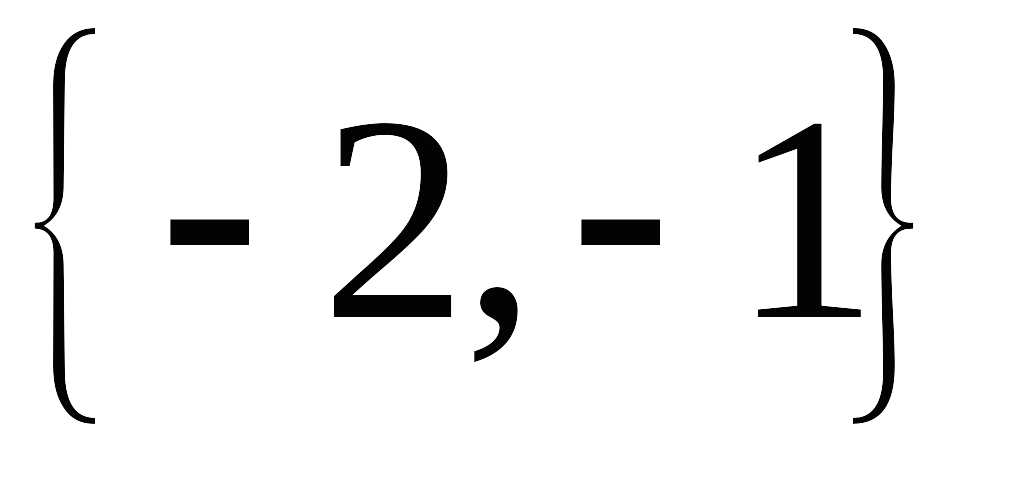 {- 2, - 1}